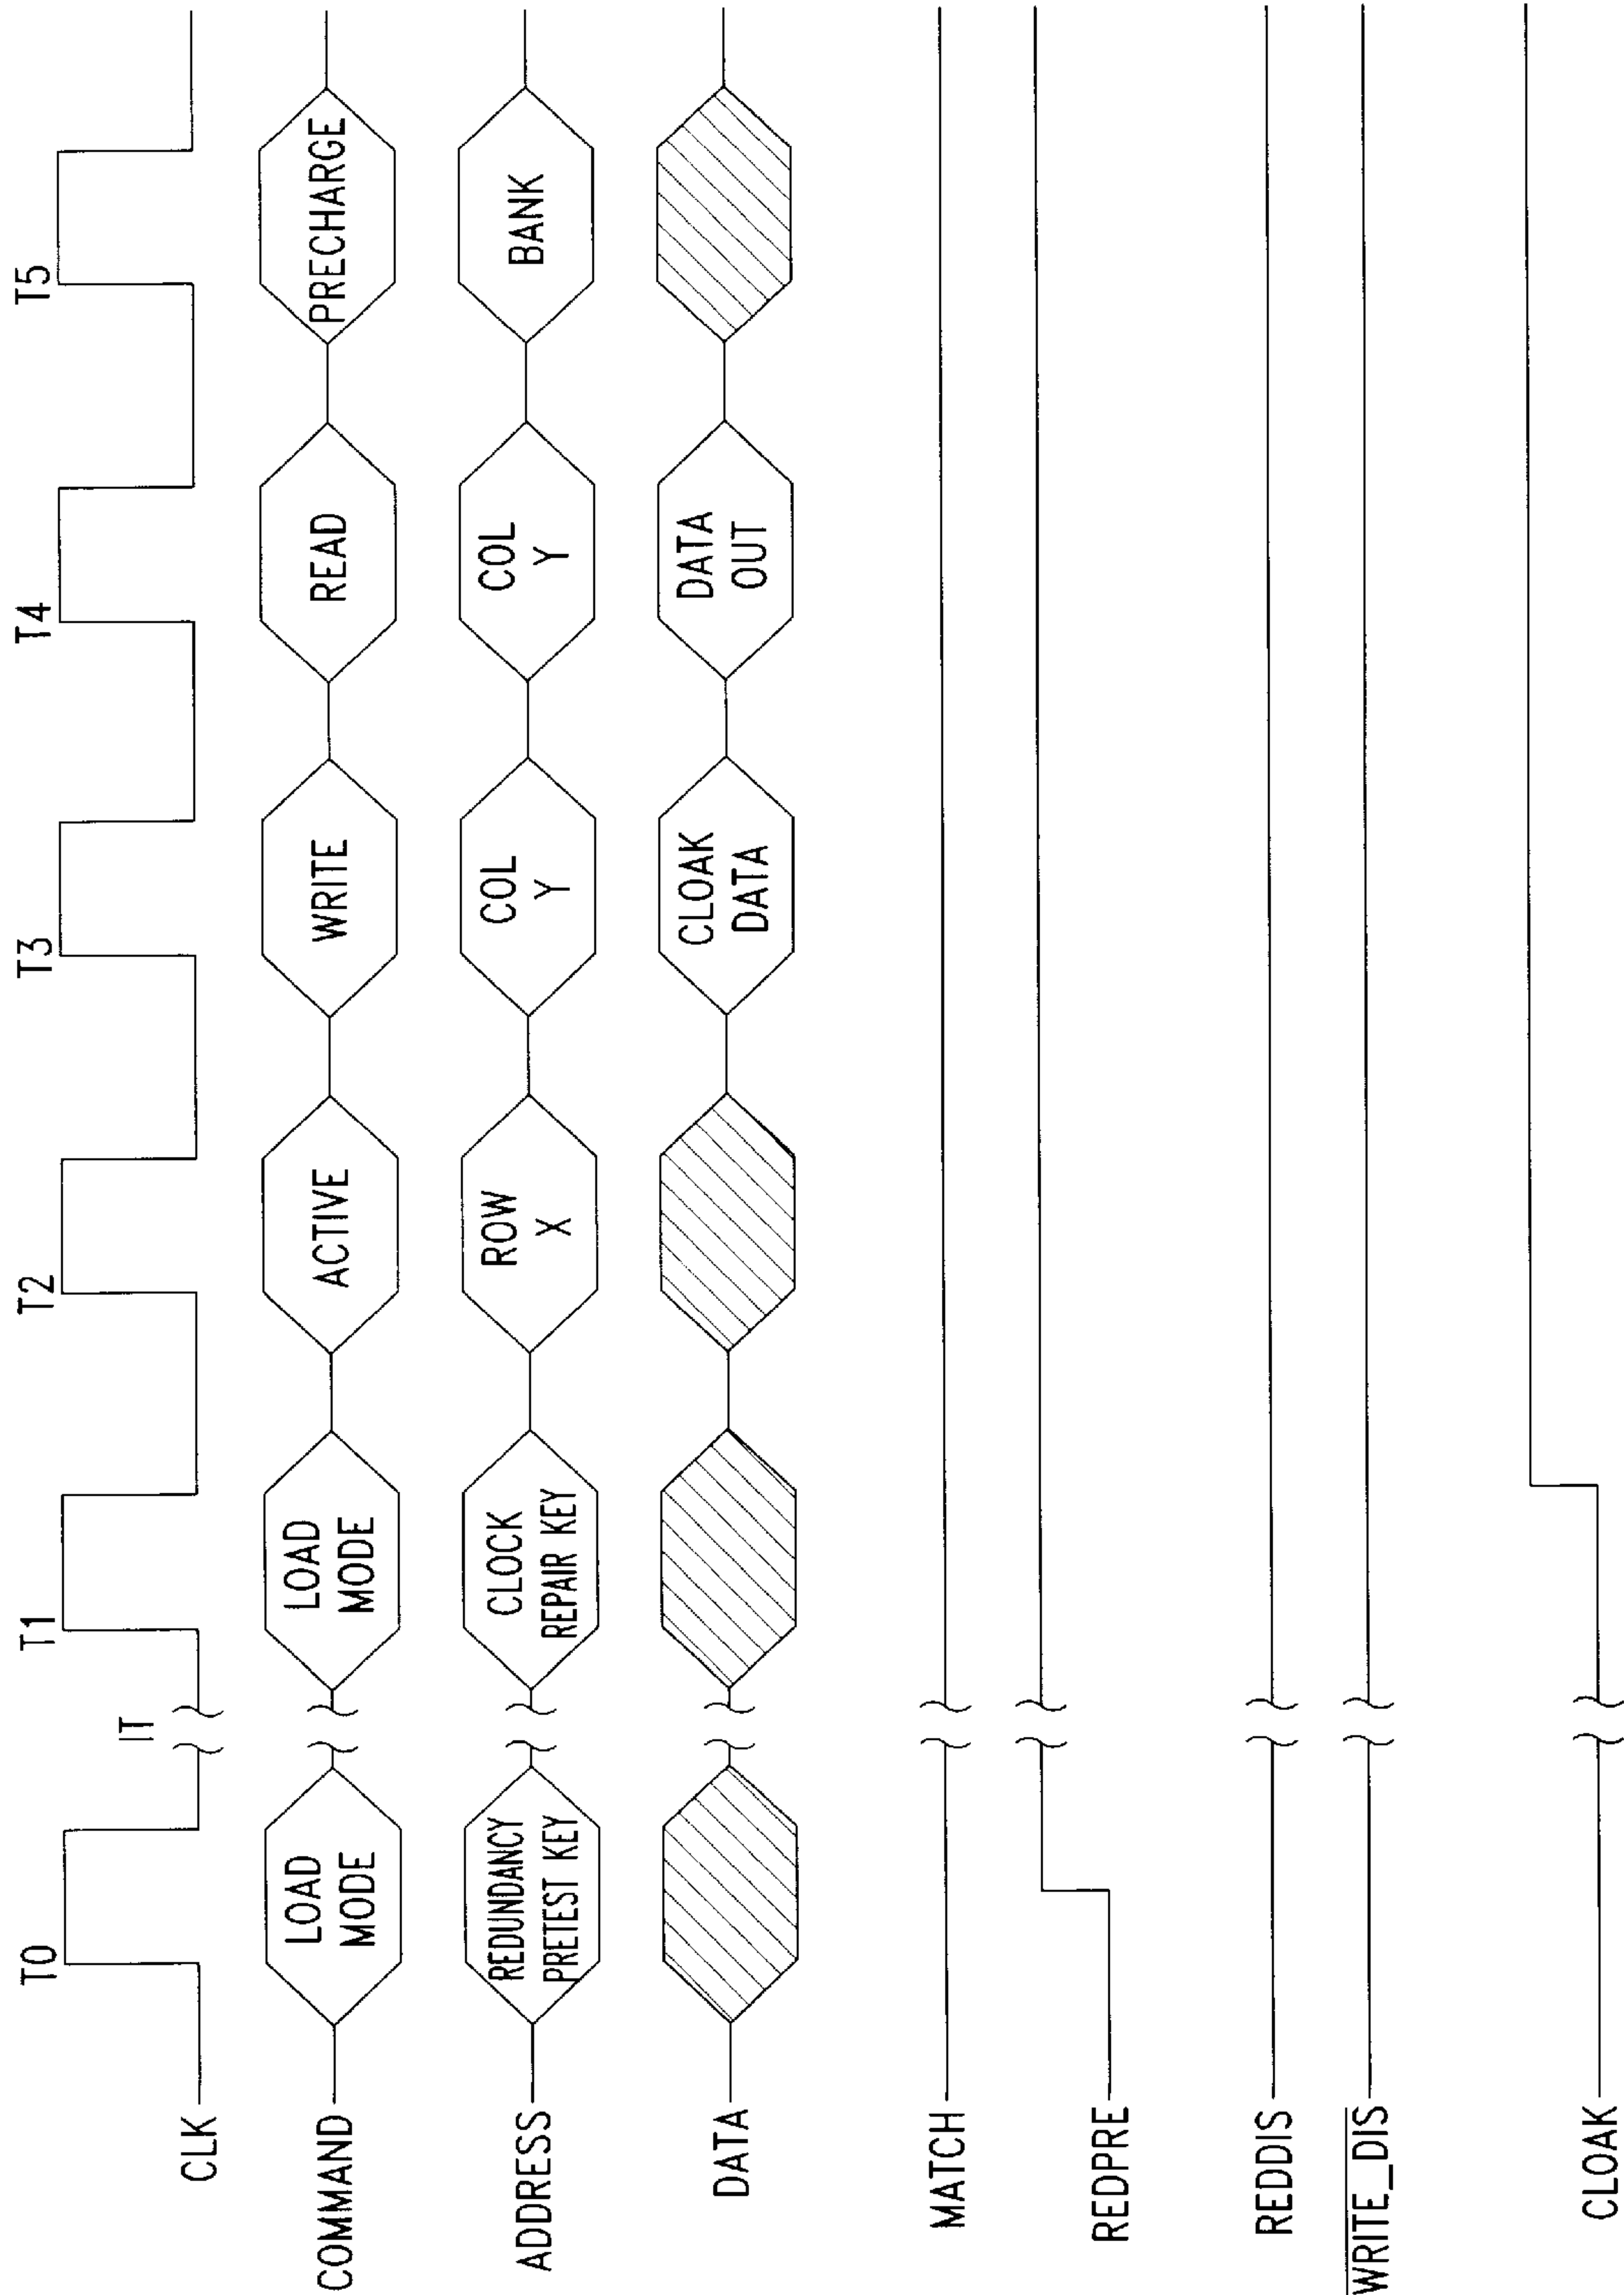 T0
IT
T1
T2
T3
T4
T5
CLK
COMMAND
LOAD
MODE
LOAD
MODE
ACTIVE
WRITE
READ
PRECHARGE
ADDRESS
REDUNDANCY
PRETEST KEY
CLOCK
REPAIR KEY
ROW
X
COL
Y
COL
Y
BANK
DATA
CLOAK
DATA
DATA
OUT
MATCH
REDPRE
REDDIS
WRITE_DIS
CLOAK